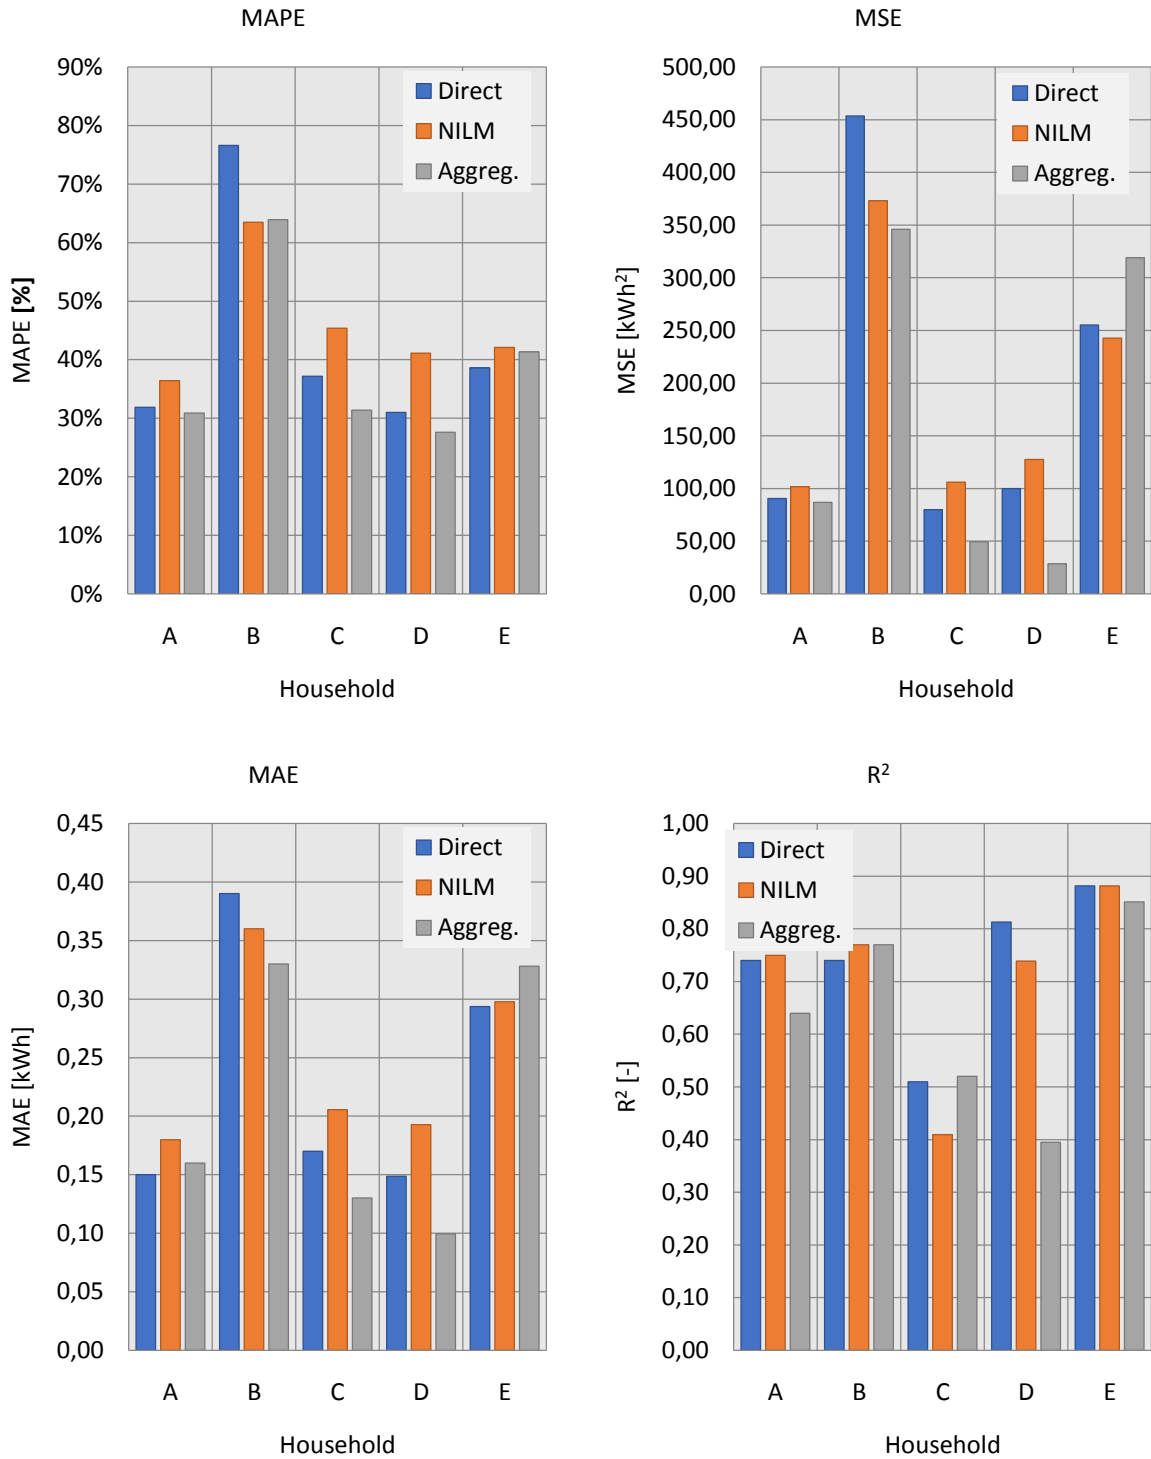 MAPE
90%
80%
70%
60%
50%
40%
30%
20%
10%
0%
MAPE [%]
Direct
NILM
Aggreg.
A B C D E
Household
MSE
500,00
450,00
400,00
350,00
300,00
250,00
200,00
150,00
100,00
50,00
0,00
MSE [kWh²]
Direct
NILM
Aggreg.
A B C D E
Household
MAE
0,45
0,40
0,35
0,30
0,25
0,20
0,15
0,10
0,05
0,00
MAE [kWh]
Direct
NILM
Aggreg.
A B C D E
Household
R²
1,00
0,90
0,80
0,70
0,60
0,50
0,40
0,30
0,20
0,10
0,00
R² [-]
Direct
NILM
Aggreg.
A B C D E
Household